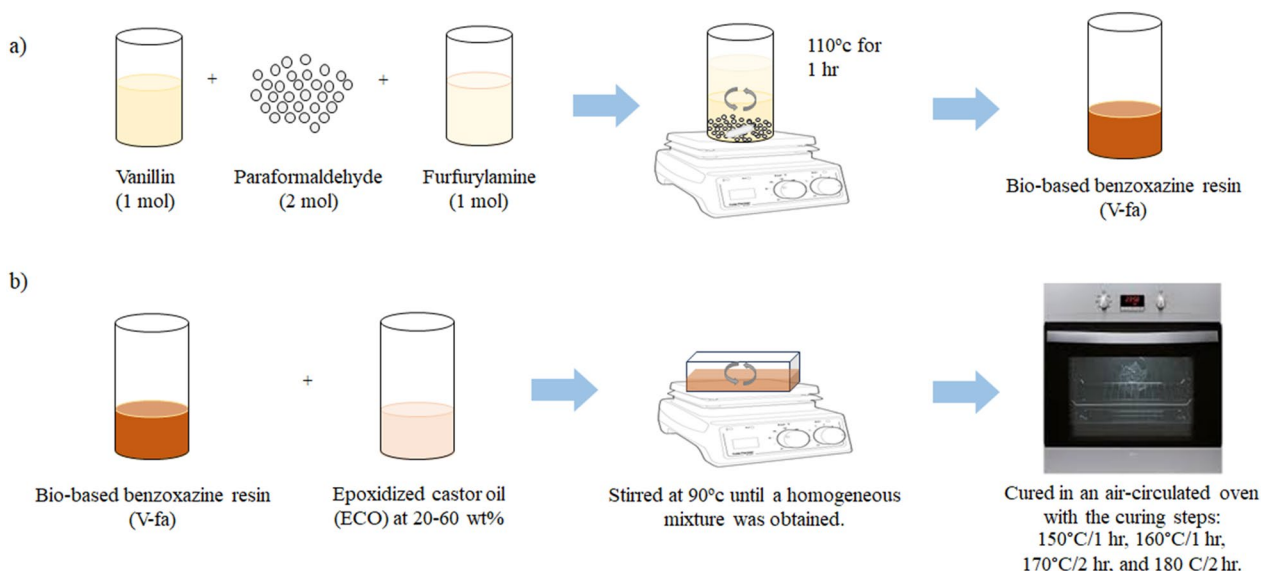 a)
+
+
110°c for
1 hr
Vanillin
(1 mol)
Paraformaldehyde
(2 mol)
Furfurylamine
(1 mol)
Bio-based benzoxazine resin
(V-fa)
b)
+
Bio-based benzoxazine resin
(V-fa)
Epoxidized castor oil
(ECO) at 20-60 wt%
Stirred at 90°c until a homogeneous
mixture was obtained.
Cured in an air-circulated oven
with the curing steps:
150°C/1 hr, 160°C/1 hr,
170°C/2 hr, and 180 C/2 hr.